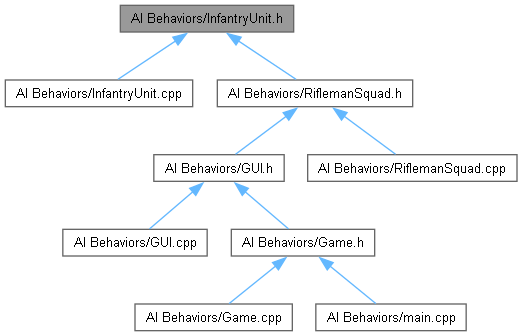 AI Behaviors/InfantryUnit.h
AI Behaviors/InfantryUnit.cpp
AI Behaviors/RiflemanSquad.h
AI Behaviors/GUI.h
AI Behaviors/RiflemanSquad.cpp
AI Behaviors/GUI.cpp
AI Behaviors/Game.h
AI Behaviors/Game.cpp
AI Behaviors/main.cpp